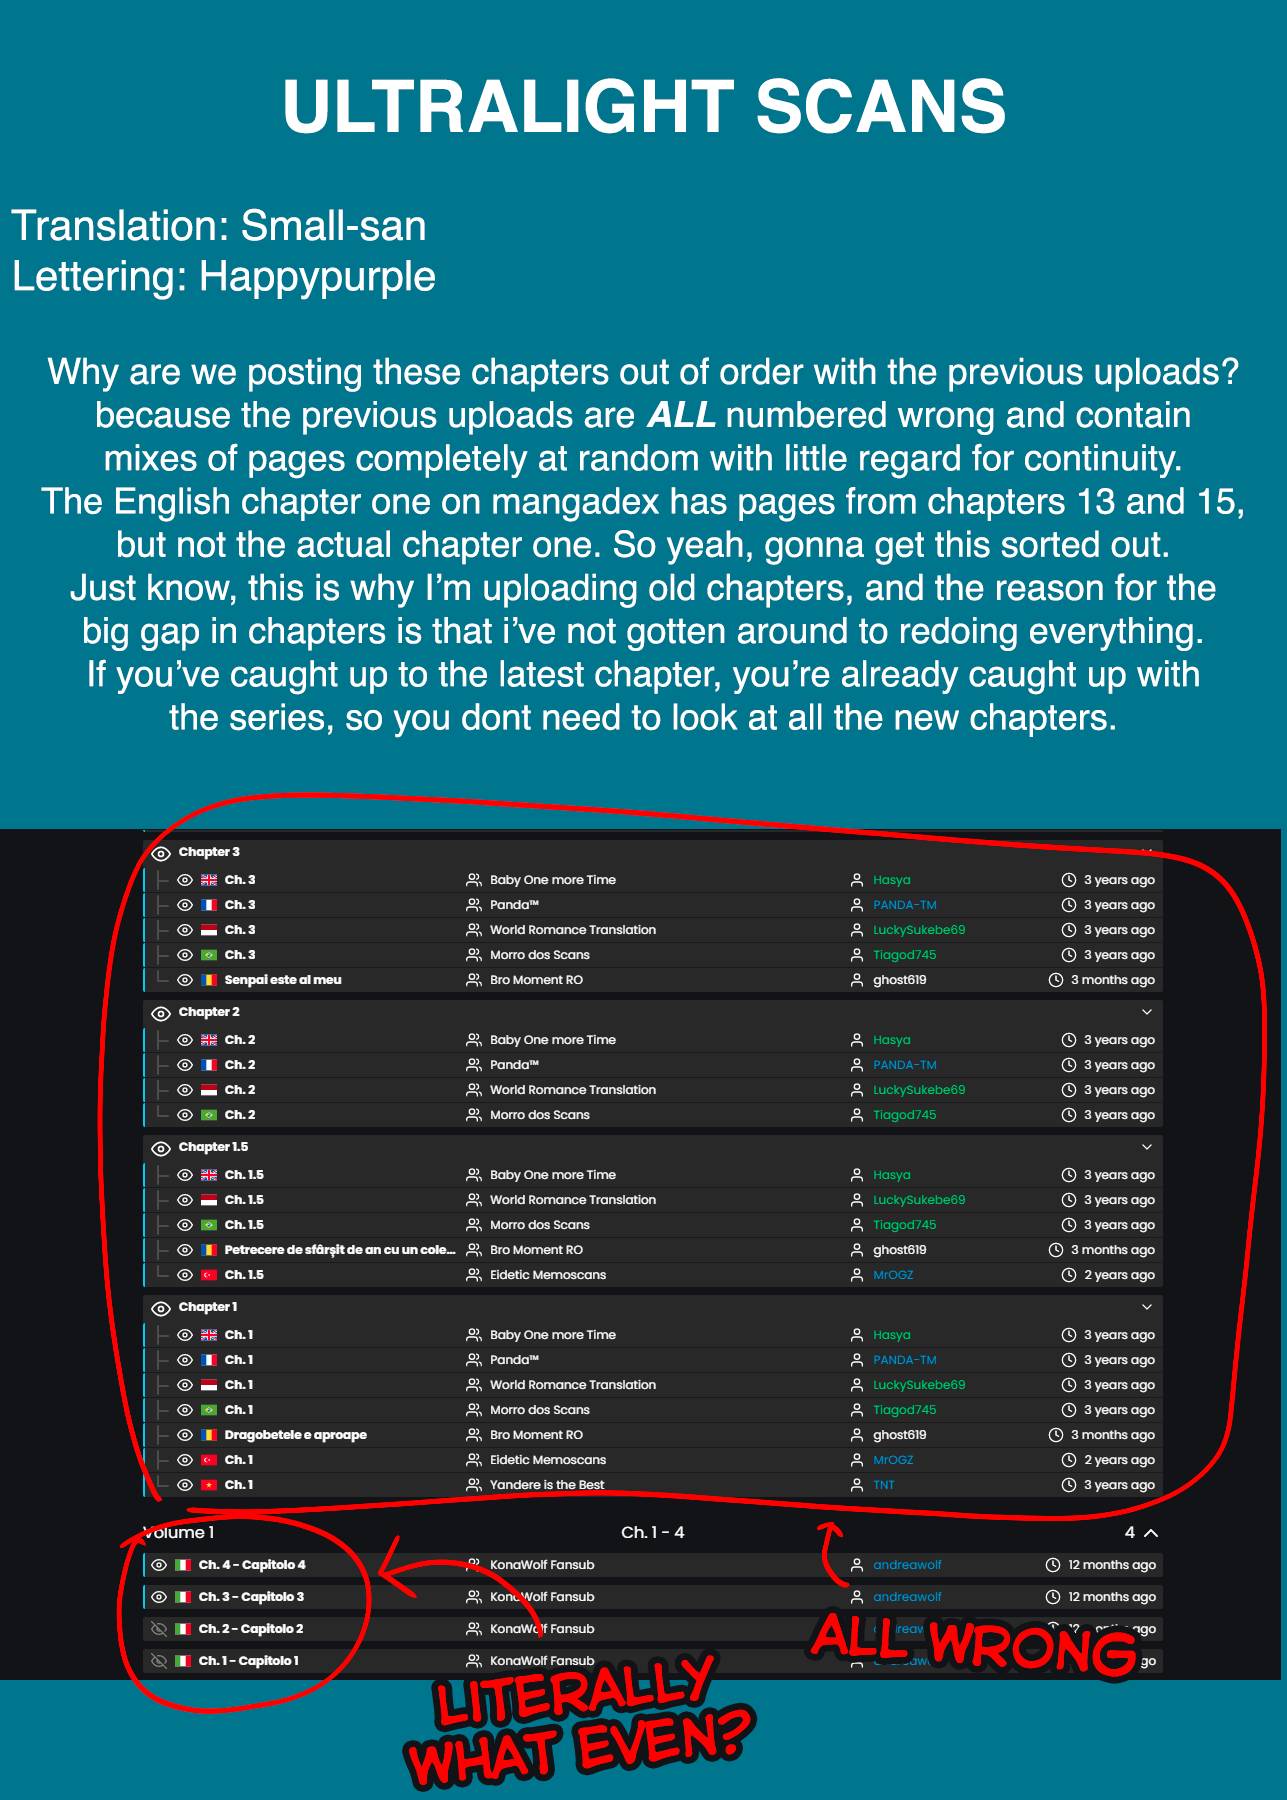 ULTRALIGHT SCANS
Translation: Small-san
Lettering: Happypurple
Why are we posting these chapters out of order with the previous uploads?
because the previous uploads are ALL numbered wrong and contain
mixes of pages completely at random with little regard for continuity.
The English chapter one on mangadex has pages from chapters 13 and 15,
but not the actual chapter one. So yeah, gonna get this sorted out.
Just know, this is why I'm uploading old chapters, and the reason for the
big gap in chapters is that i've not gotten around to redoing everything.
If you've caught up to the latest chapter, you're already caught up with
the series, so you dont need to look at all the new chapters.
Chapter 3
Ch. 3 Baby One more Time Hasya 3 years ago
Ch. 3 Panda™ PANDA-TM 3 years ago
Ch. 3 World Romance Translation LuckySukebe69 3 years ago
Ch. 3 Morro dos Scans Tiagod745 3 years ago
Senpai este al meu Bro Moment RO ghost619 3 months ago
Chapter 2
Ch. 2 Baby One more Time Hasya 3 years ago
Ch. 2 Panda™ PANDA-TM 3 years ago
Ch. 2 World Romance Translation LuckySukebe69 3 years ago
Ch. 2 Morro dos Scans Tiagod745 3 years ago
Chapter 1.5
Ch. 1.5 Baby One more Time Hasya 3 years ago
Ch. 1.5 World Romance Translation LuckySukebe69 3 years ago
Ch. 1.5 Morro dos Scans Tiagod745 3 years ago
Petrecere de sfârșit de an cu un cole... Bro Moment RO ghost619 3 months ago
Ch. 1.5 Eidetic Memoscans MrOGZ 2 years ago
Chapter 1
Ch. 1 Baby One more Time Hasya 3 years ago
Ch. 1 Panda™ PANDA-TM 3 years ago
Ch. 1 World Romance Translation LuckySukebe69 3 years ago
Ch. 1 Morro dos Scans Tiagod745 3 years ago
Dragobetele e aproape Bro Moment RO ghost619 3 months ago
Ch. 1 Eidetic Memoscans MrOGZ 2 years ago
Ch. 1 Yandere is the Best TNT 3 years ago
Volume 1 Ch. 1 - 4 4
Ch. 4 - Capitolo 4 KonaWolf Fansub andreawolf 12 months ago
Ch. 3 - Capitolo 3 KonaWolf Fansub andreawolf 12 months ago
Ch. 2 - Capitolo 2 KonaWolf Fansub ago
Ch. 1 - Capitolo 1 KonaWolf Fansub ago
ALL WRONG
LITERALLY
WHAT EVEN?